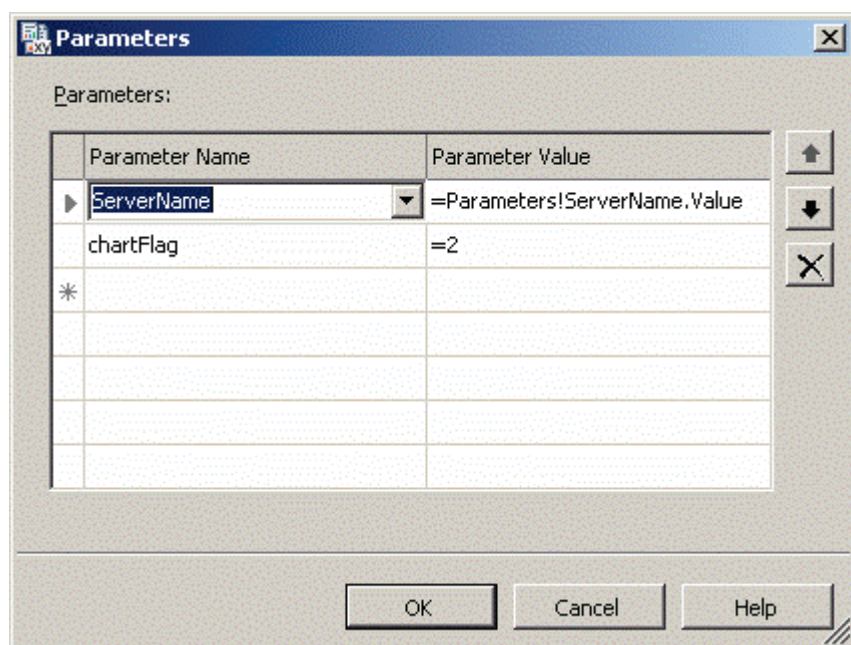 Parameters
Parameters:
Parameter Name Parameter Value
ServerName =Parameters!ServerName.Value
chartFlag =2
OK Cancel Help